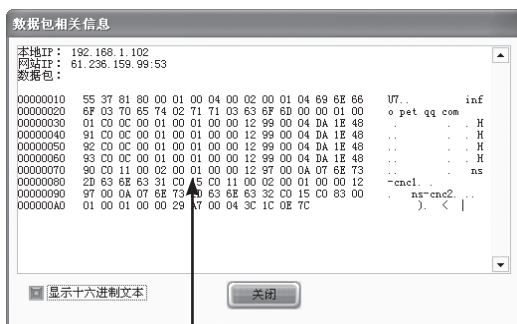 数据包相关信息
本地IP： 192.168.1.102
网站IP： 61.236.159.99:53
数据包：
00000010 55 37 81 80 00 01 00 04 00 02 00 01 04 69 6E 66 U7.. inf
00000020 6F 03 70 65 74 02 71 71 03 63 6F 6D 00 00 01 00 o pet qq com
00000030 01 C0 0C 00 01 00 01 00 00 12 99 00 04 DA 1E 48 . . . H
00000040 91 C0 0C 00 01 00 01 00 00 12 99 00 04 DA 1E 48 .. . . H
00000050 92 C0 0C 00 01 00 01 00 00 12 99 00 04 DA 1E 48 .. . . H
00000060 93 C0 0C 00 01 00 01 00 00 12 99 00 04 DA 1E 48 .. . . H
00000070 90 C0 11 00 02 00 01 00 00 12 97 00 0A 07 6E 73 .. . ns
00000080 2D 63 6E 63 31 C0 15 C0 11 00 02 00 01 00 00 12 -cnc1. .
00000090 97 00 0A 07 6E 73 2D 63 6E 63 32 C0 15 C0 83 00 . ns-cnc2. ..
000000A0 01 00 01 00 00 29 A7 00 04 3C 1C 0E 7C ). < |
显示十六进制文本
关闭